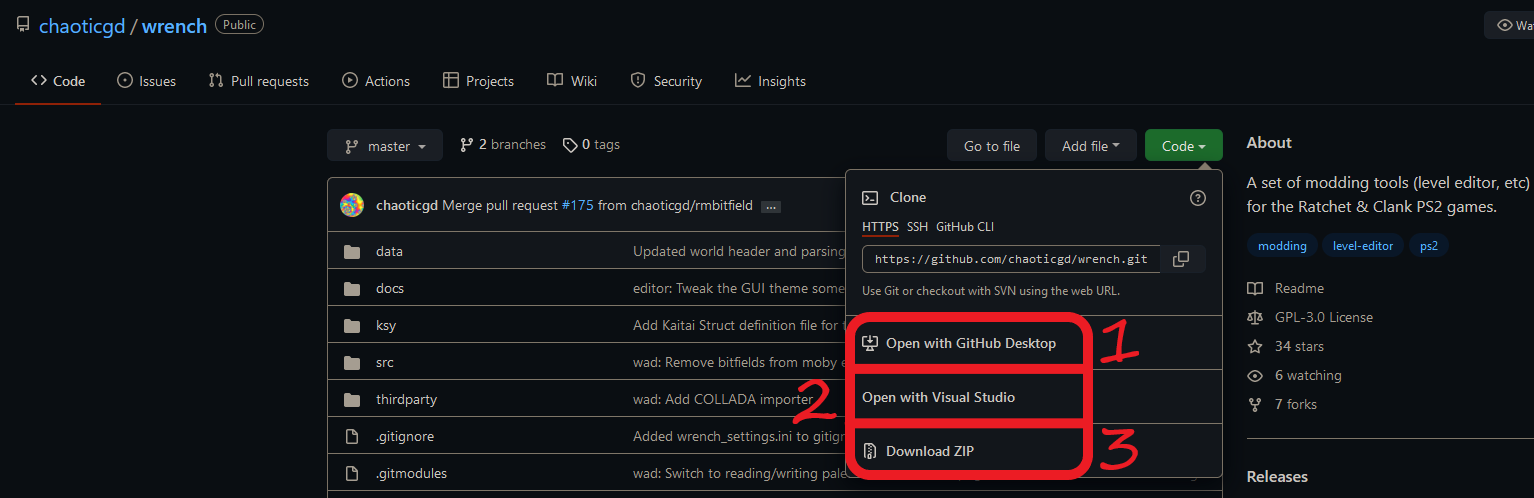 chaoticgd / wrench Public
Wat
Code Issues Pull requests Actions Projects Wiki Security Insights
master 2 branches 0 tags Go to file Add file Code
chaoticgd Merge pull request #175 from chaoticgd/rmbitfield ...
data Updated world header and parsing
docs editor: Tweak the GUI theme some
ksy Add Kaitai Struct definition file for t
src wad: Remove bitfields from moby e
thirdparty wad: Add COLLADA importer
.gitignore Added wrench_settings.ini to gitign
.gitmodules wad: Switch to reading/writing pale
Clone
HTTPS SSH GitHub CLI
https://github.com/chaoticgd/wrench.git
Use Git or checkout with SVN using the web URL.
Open with GitHub Desktop 1
2 Open with Visual Studio
Download ZIP 3
About
A set of modding tools (level editor, etc)
for the Ratchet & Clank PS2 games.
modding level-editor ps2
Readme
GPL-3.0 License
34 stars
6 watching
7 forks
Releases